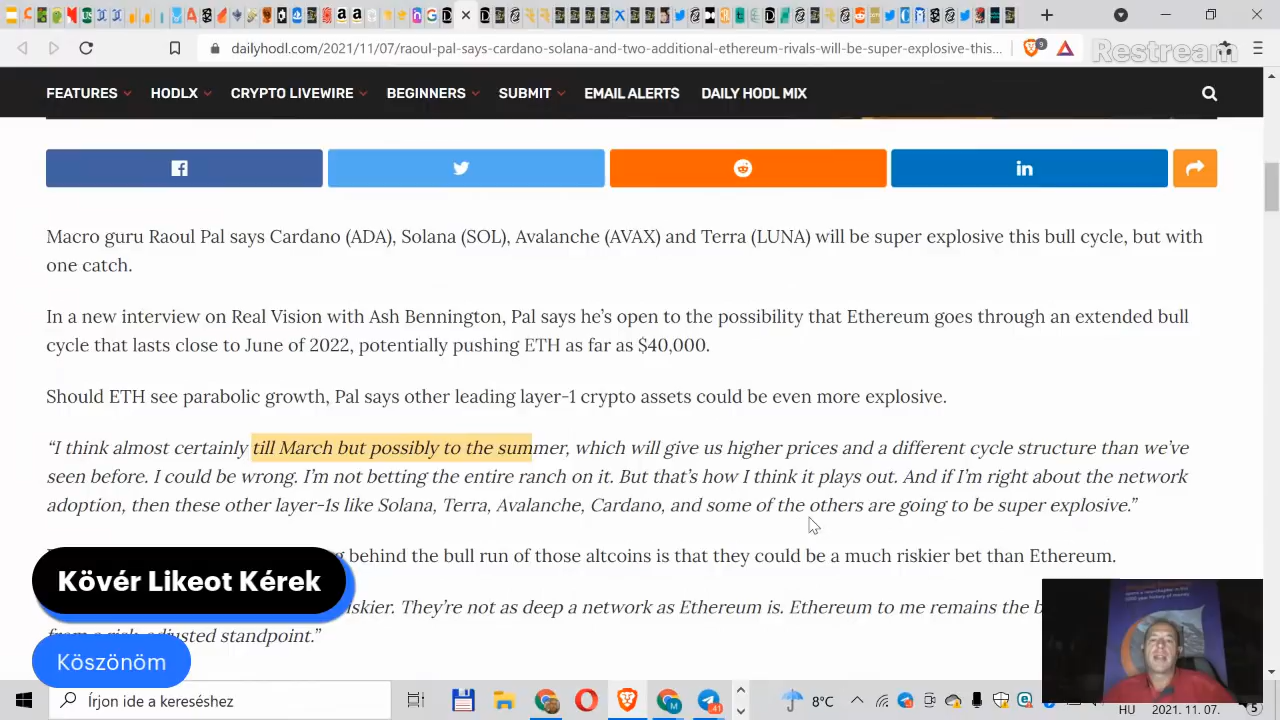 dailyhodl.com/2021/11/07/raoul-pal-says-cardano-solana-and-two-additional-ethereum-rivals-will-be-super-explosive-this...
9
Restream
FEATURES HODLX CRYPTO LIVEWIRE BEGINNERS SUBMIT EMAIL ALERTS DAILY HODL MIX
Macro guru Raoul Pal says Cardano (ADA), Solana (SOL), Avalanche (AVAX) and Terra (LUNA) will be super explosive this bull cycle, but with
one catch.
In a new interview on Real Vision with Ash Bennington, Pal says he’s open to the possibility that Ethereum goes through an extended bull
cycle that lasts close to June of 2022, potentially pushing ETH as far as $40,000.
Should ETH see parabolic growth, Pal says other leading layer-1 crypto assets could be even more explosive.
“I think almost certainly till March but possibly to the summer, which will give us higher prices and a different cycle structure than we’ve
seen before. I could be wrong. I’m not betting the entire ranch on it. But that’s how I think it plays out. And if I’m right about the network
adoption, then these other layer-1s like Solana, Terra, Avalanche, Cardano, and some of the others are going to be super explosive.”
behind the bull run of those altcoins is that they could be a much riskier bet than Ethereum.
Kövér Likeot Kérek
They’re not as deep a network as Ethereum is. Ethereum to me remains the
standpoint.”
Köszönöm
Írjon ide a kereséshez
41
8°C
HU
2021. 11. 07.
5